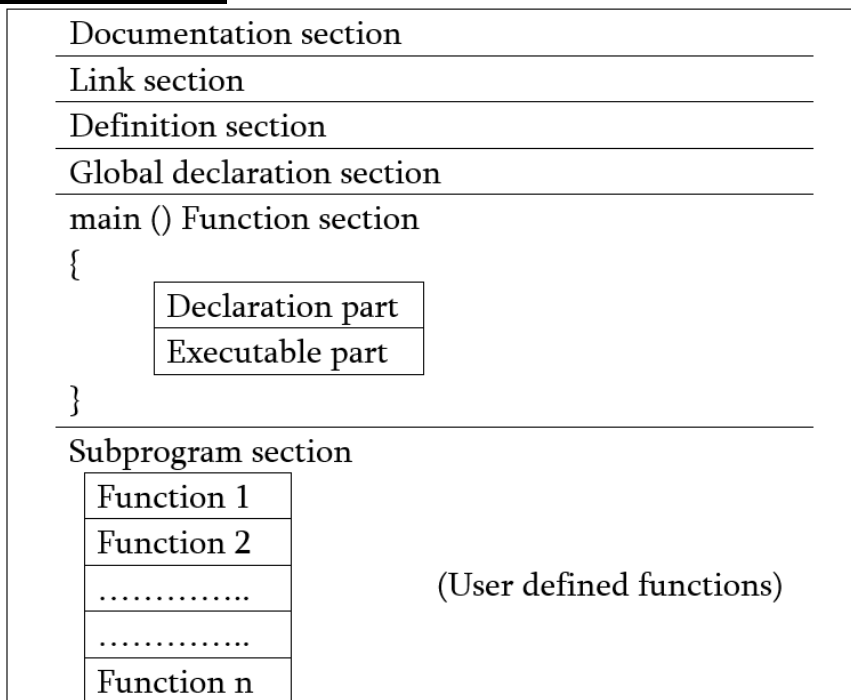 Documentation section
Link section
Definition section
Global declaration section
main () Function section
{
Declaration part
Executable part
}
Subprogram section
Function 1
Function 2
…………..
(User defined functions)
…………..
Function n